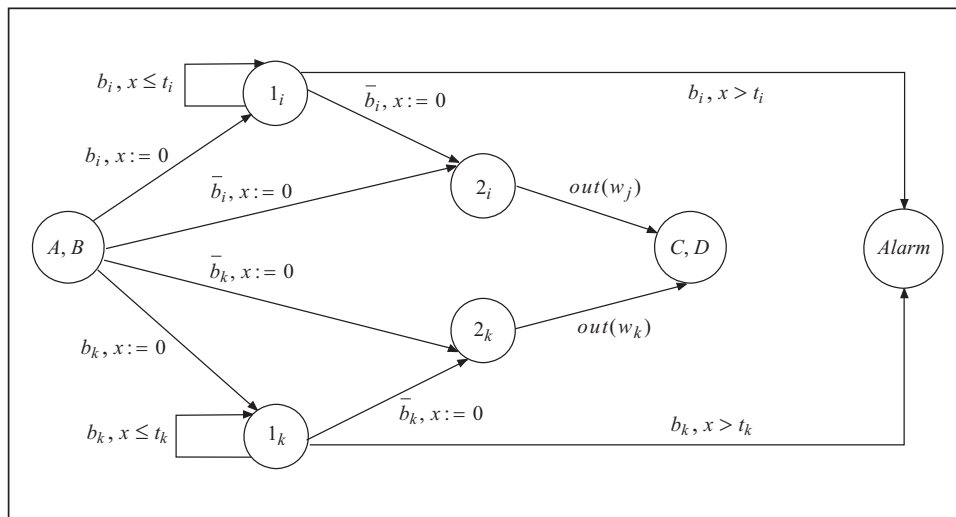 b_i, x ≤ t_i
1_i
b̄_i, x := 0
b_i, x > t_i
b_i, x := 0
b̄_i, x := 0
2_i
out(w_j)
A, B
C, D
Alarm
b̄_k, x := 0
2_k
out(w_k)
b_k, x := 0
b̄_k, x := 0
b_k, x ≤ t_k
1_k
b_k, x > t_k